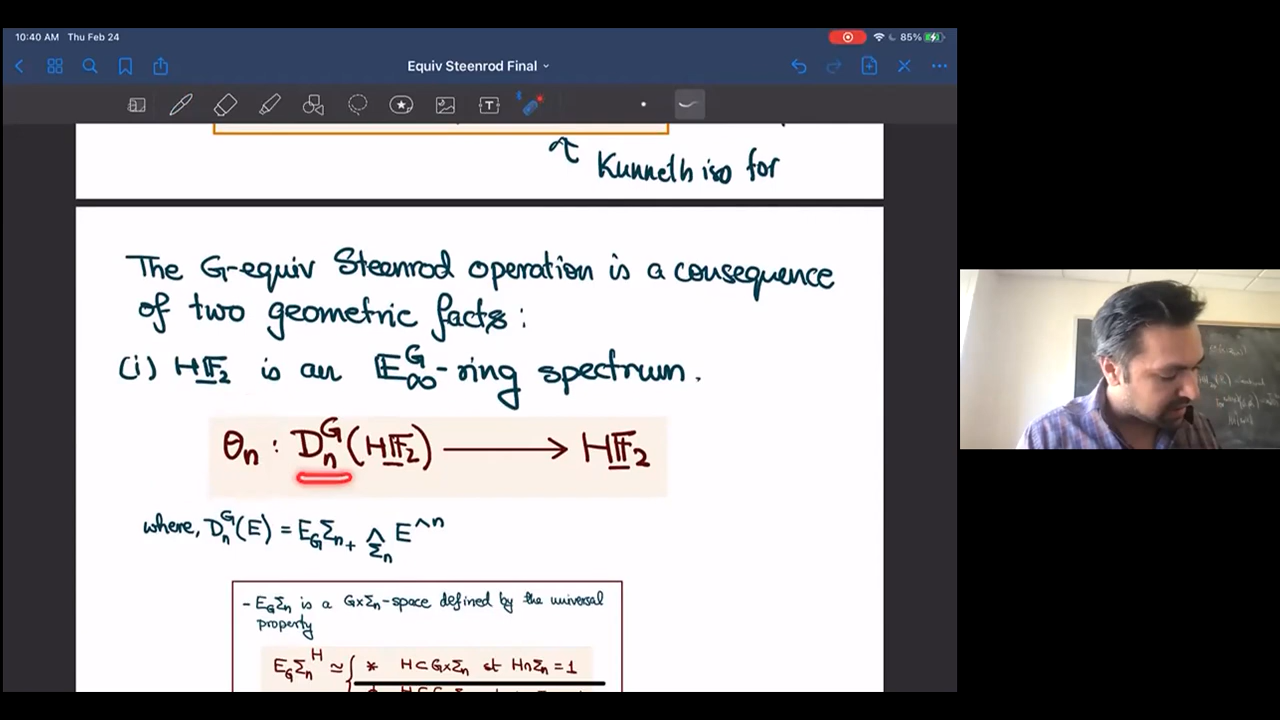 10:40 AM Thu Feb 24
85%
Equiv Steenrod Final
Kunneth iso for
The G-equiv Steenrod operation is a consequence
of two geometric facts:
(i) HF̲₂ is an E∞^G-ring spectrum.
θₙ : Dₙ^G(HF̲₂) ⟶ HF̲₂
where, Dₙ^G(E) = E_GΣₙ₊ ∧_Σₙ E^∧n
- E_GΣₙ is a G×Σₙ-space defined by the universal
property
E_GΣₙ^H ≃ { * H⊂G×Σₙ st H∩Σₙ=1